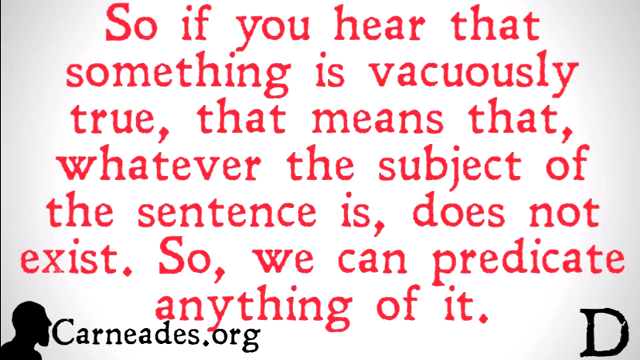 So if you hear that
something is vacuously
true, that means that,
whatever the subject of
the sentence is, does not
exist. So, we can predicate
anything of it.
Carneades.org
D